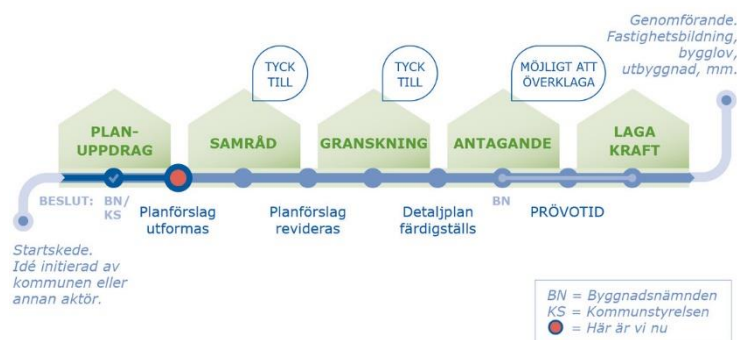 Genomförande.
Fastighetsbildning,
bygglov,
utbyggnad, mm.
TYCK
TILL
TYCK
TILL
MÖJLIGT ATT
ÖVERKLAGA
PLAN-
UPPDRAG
SAMRÅD
GRANSKNING
ANTAGANDE
LAGA
KRAFT
BESLUT:
BN/
KS
Planförslag
utformas
Planförslag
revideras
Detaljplan
färdigställs
BN
PRÖVOTID
Startskede.
Idé initierad av
kommunen eller
annan aktör.
BN = Byggnadsnämnden
KS = Kommunstyrelsen
= Här är vi nu